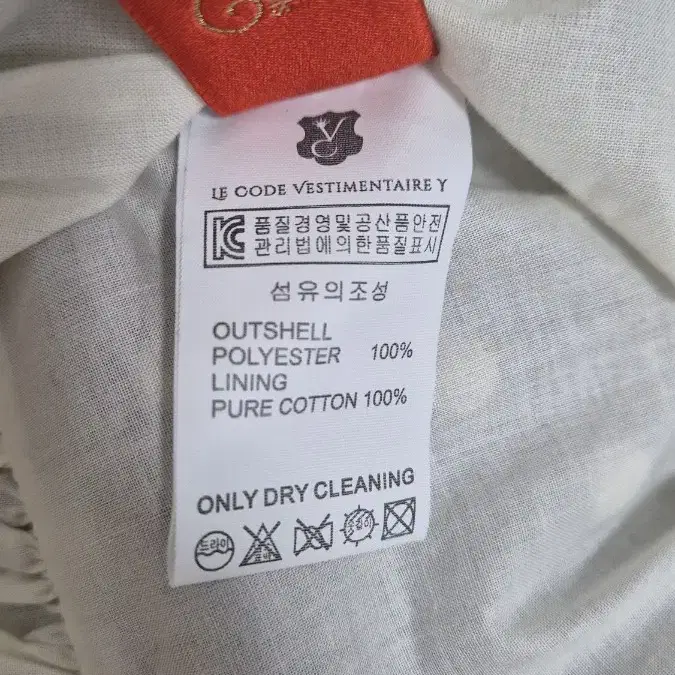 LE CODE VESTIMENTAIRE Y
품질경영및공산품안전
관리법에의한품질표시
섬유의조성
OUTSHELL
POLYESTER 100%
LINING
PURE COTTON 100%
ONLY DRY CLEANING
드라이